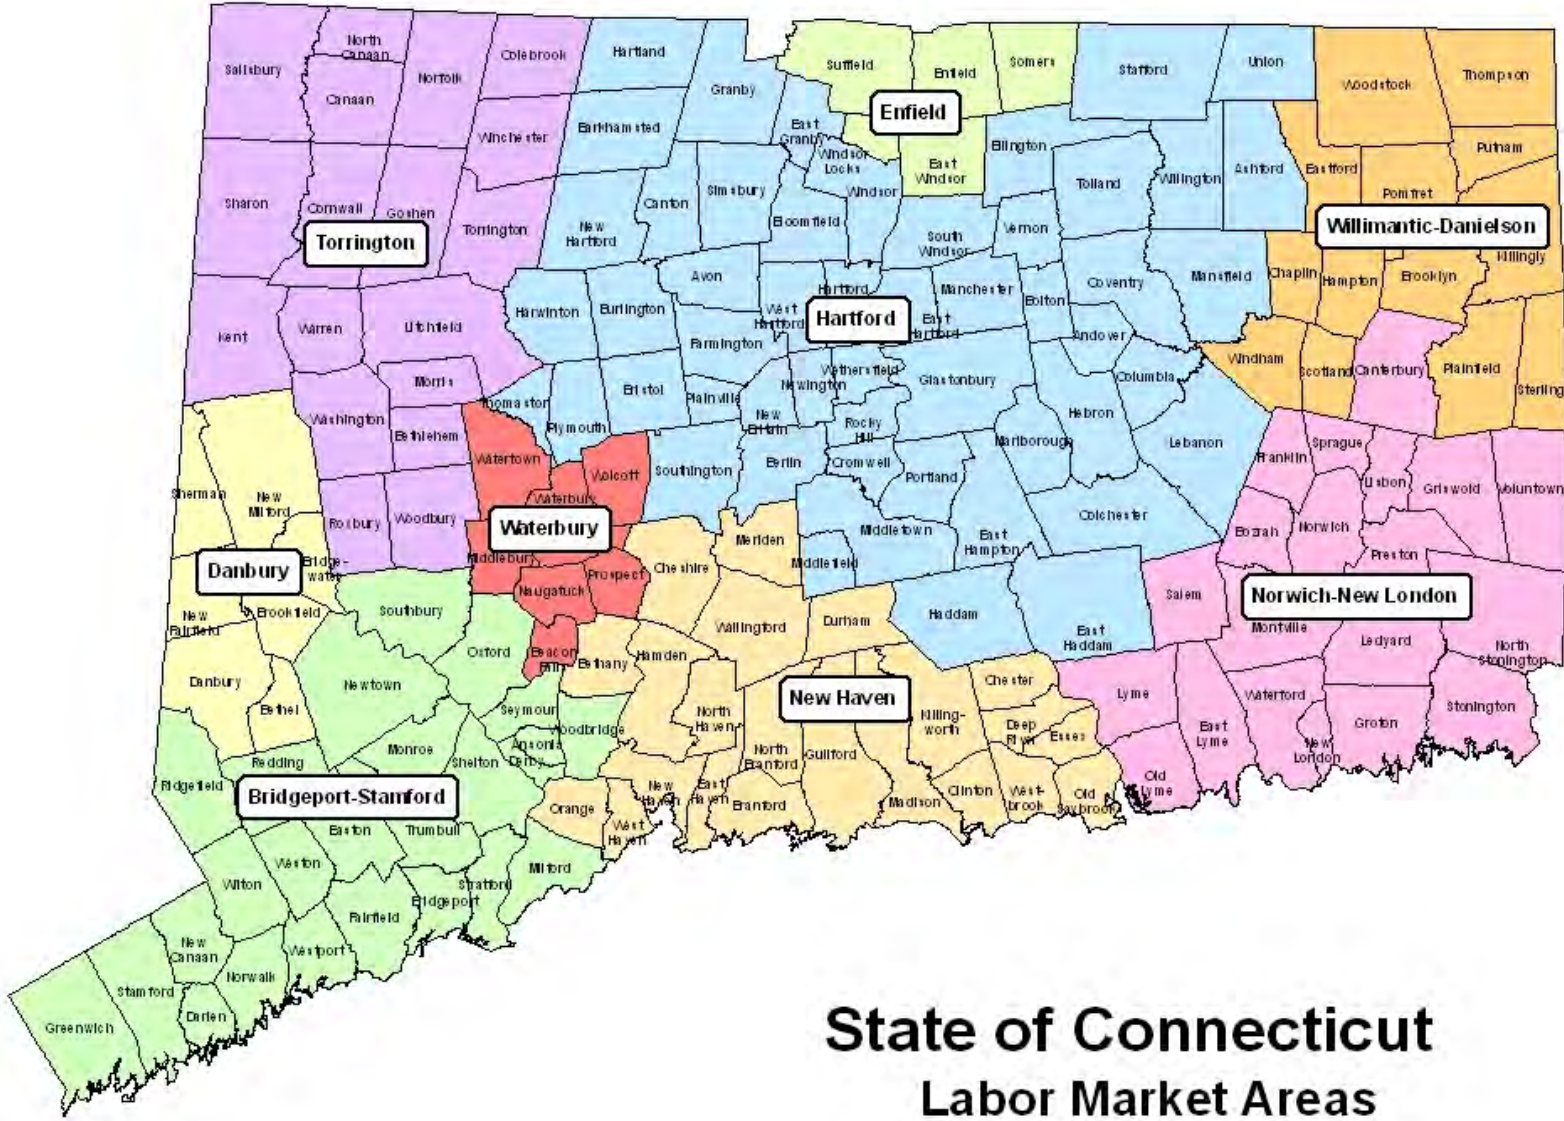 Salisbury
North
Canaan
Canaan
Norfolk
Colebrook
Hartland
Granby
Suffield
Enfield
Somers
Stafford
Union
Woodstock
Thompson
Winchester
Barkhamsted
East
Granby
Windsor
Locks
Enfield
East
Windsor
Ellington
Tolland
Willington
Ashford
Eastford
Pomfret
Putnam
Sharon
Cornwall
Goshen
Torrington
Torrington
New
Hartford
Canton
Simsbury
Bloomfield
Windsor
South
Windsor
Vernon
Willimantic-Danielson
Killingly
Kent
Warren
Litchfield
Harwinton
Burlington
Avon
West
Hartford
Hartford
Hartford
East
Hartford
Manchester
Bolton
Coventry
Mansfield
Chaplin
Hampton
Brooklyn
Morris
Farmington
Andover
Columbia
Windham
Scotland
Canterbury
Plainfield
Sterling
Washington
Bethlehem
Thomaston
Plymouth
Bristol
Plainville
New
Britain
Newington
Wethersfield
Rocky
Hill
Glastonbury
Hebron
Marlborough
Lebanon
Franklin
Sprague
Lisbon
Griswold
Voluntown
Sherman
New
Milford
Roxbury
Woodbury
Watertown
Waterbury
Wolcott
Waterbury
Southington
Berlin
Cromwell
Portland
Middletown
East
Hampton
Colchester
Bozrah
Norwich
Preston
Danbury
Bridge-
water
Middlebury
Naugatuck
Prospect
Cheshire
Meriden
Middlefield
Salem
Norwich-New London
Montville
Ledyard
North
Stonington
New
Fairfield
Brookfield
Southbury
Oxford
Beacon
Falls
Bethany
Hamden
Wallingford
Durham
Haddam
East
Haddam
Danbury
Bethel
Newtown
Seymour
Woodbridge
Ansonia
Derby
North
Haven
New Haven
Killing-
worth
Chester
Deep
River
Essex
Lyme
East
Lyme
Waterford
New
London
Groton
Stonington
Ridgefield
Redding
Monroe
Shelton
Bridgeport-Stamford
Orange
New
Haven
West
Haven
East
Haven
North
Branford
Branford
Guilford
Madison
Clinton
West-
brook
Old
Saybrook
Old
Lyme
Easton
Trumbull
Weston
Wilton
Milford
Stratford
Bridgeport
Fairfield
New
Canaan
Norwalk
Westport
Stamford
Darien
Greenwich
State of Connecticut
Labor Market Areas